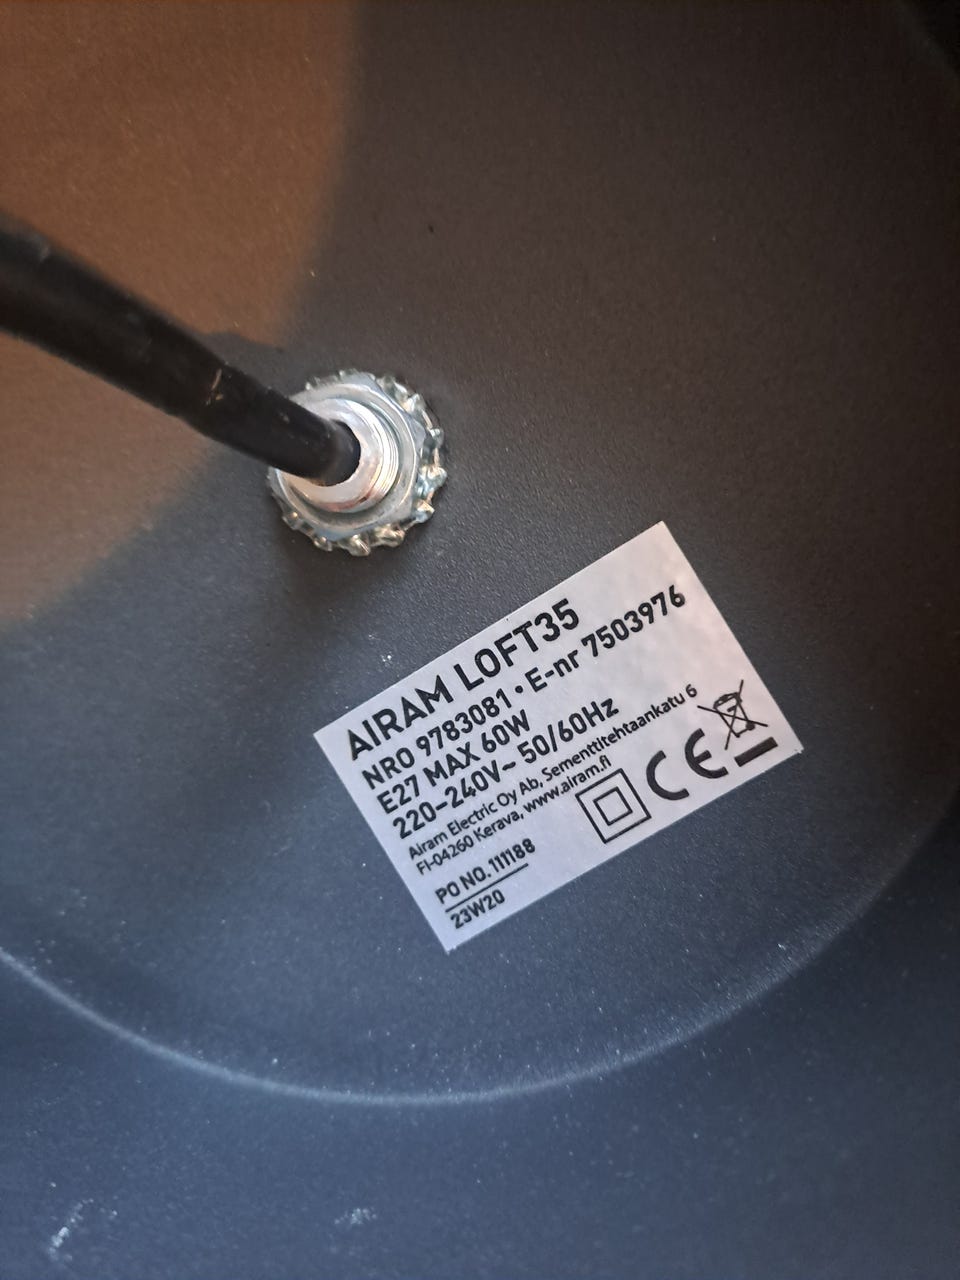 AIRAM LOFT35
NRO 9783081 • E-nr 7503976
E27 MAX 60W
220-240V~ 50/60Hz
Airam Electric Oy Ab, Sementtitehtaankatu 6
FI-04260 Kerava, www.airam.fi
CE
PO NO. 111188
23W20